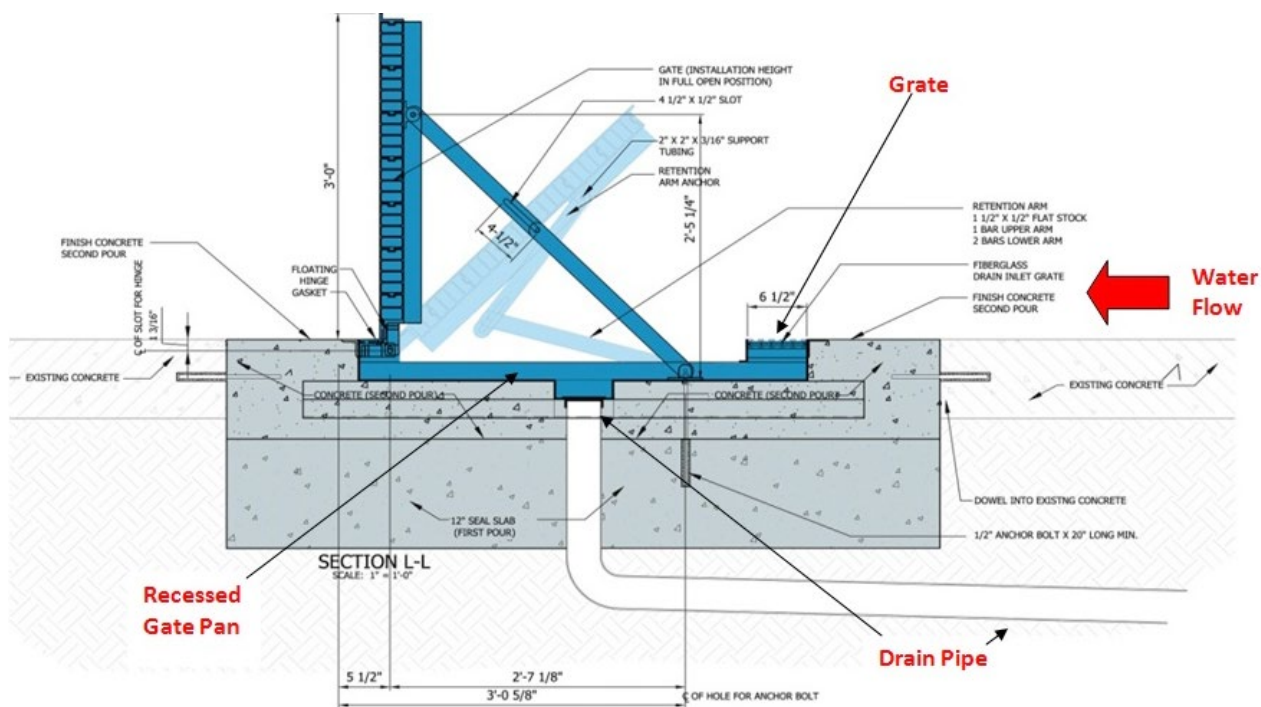 GATE (INSTALLATION HEIGHT
IN FULL OPEN POSITION)
4 1/2" X 1/2" SLOT
2" X 2" X 3/16" SUPPORT
TUBING
RETENTION
ARM ANCHOR
Grate
3'-0"
4-1/2"
2'-5 1/4"
RETENTION ARM
1 1/2" X 1/2" FLAT STOCK
1 BAR UPPER ARM
2 BARS LOWER ARM
FINISH CONCRETE
SECOND POUR
FLOATING
HINGE
GASKET
FIBERGLASS
DRAIN INLET GRATE
6 1/2"
FINISH CONCRETE
SECOND POUR
Water
Flow
℄ OF SLOT FOR HINGE
1 3/16"
EXISTING CONCRETE
EXISTING CONCRETE
CONCRETE (SECOND POUR)
CONCRETE (SECOND POUR)
12" SEAL SLAB
(FIRST POUR)
DOWEL INTO EXISTNG CONCRETE
1/2" ANCHOR BOLT X 20" LONG MIN.
SECTION L-L
SCALE: 1" = 1'-0"
Recessed
Gate Pan
Drain Pipe
5 1/2"
2'-7 1/8"
3'-0 5/8"
℄ OF HOLE FOR ANCHOR BOLT